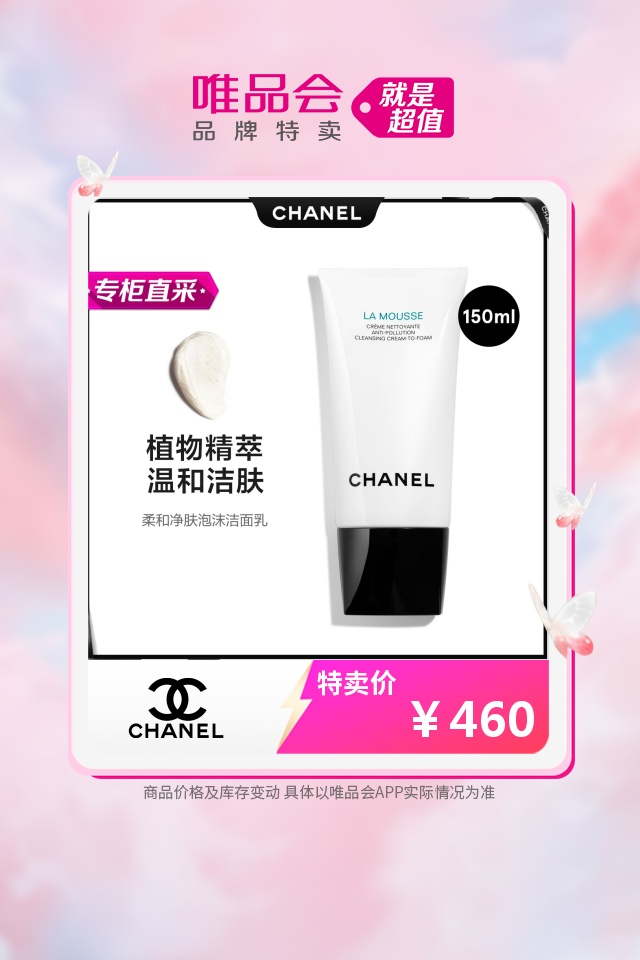 唯品会
品牌特卖
就是
超值
CHANEL
专柜直采
LA MOUSSE
CRÈME NETTOYANTE
ANTI-POLLUTION
CLEANSING CREAM-TO-FOAM
150ml
植物精萃
温和洁肤
柔和净肤泡沫洁面乳
CHANEL
CHANEL
特卖价
¥460
商品价格及库存变动 具体以唯品会APP实际情况为准